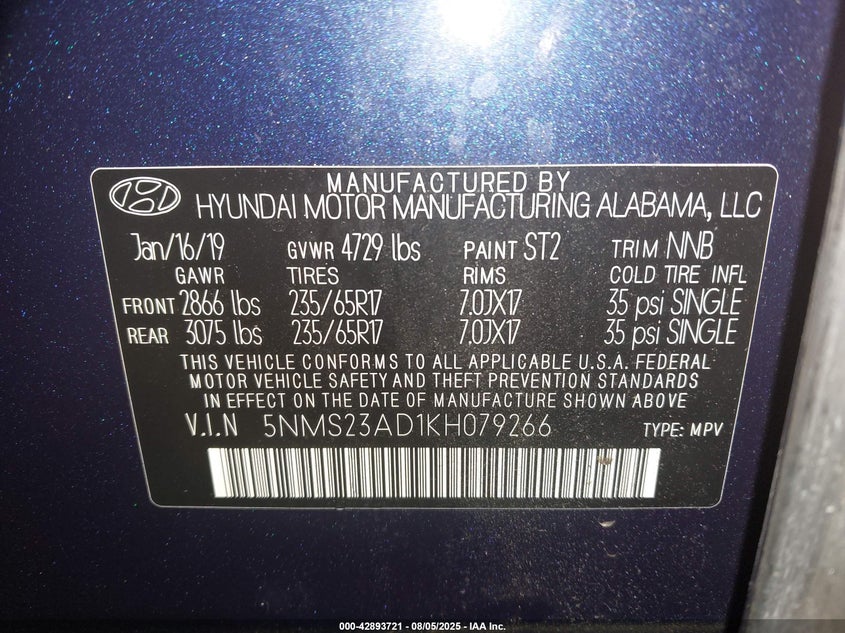 MANUFACTURED BY
HYUNDAI MOTOR MANUFACTURING ALABAMA, LLC
Jan/16/19 GVWR 4729 lbs PAINT ST2 TRIM NNB
GAWR TIRES RIMS COLD TIRE INFL
FRONT 2866 lbs 235/65R17 7.0JX17 35 psi SINGLE
REAR 3075 lbs 235/65R17 7.0JX17 35 psi SINGLE
THIS VEHICLE CONFORMS TO ALL APPLICABLE U.S.A. FEDERAL
MOTOR VEHICLE SAFETY AND THEFT PREVENTION STANDARDS
IN EFFECT ON THE DATE OF MANUFACTURE SHOWN ABOVE.
V.I.N 5NMS23AD1KH079266 TYPE: MPV
000-42893721 - 08/05/2025 - IAA Inc.